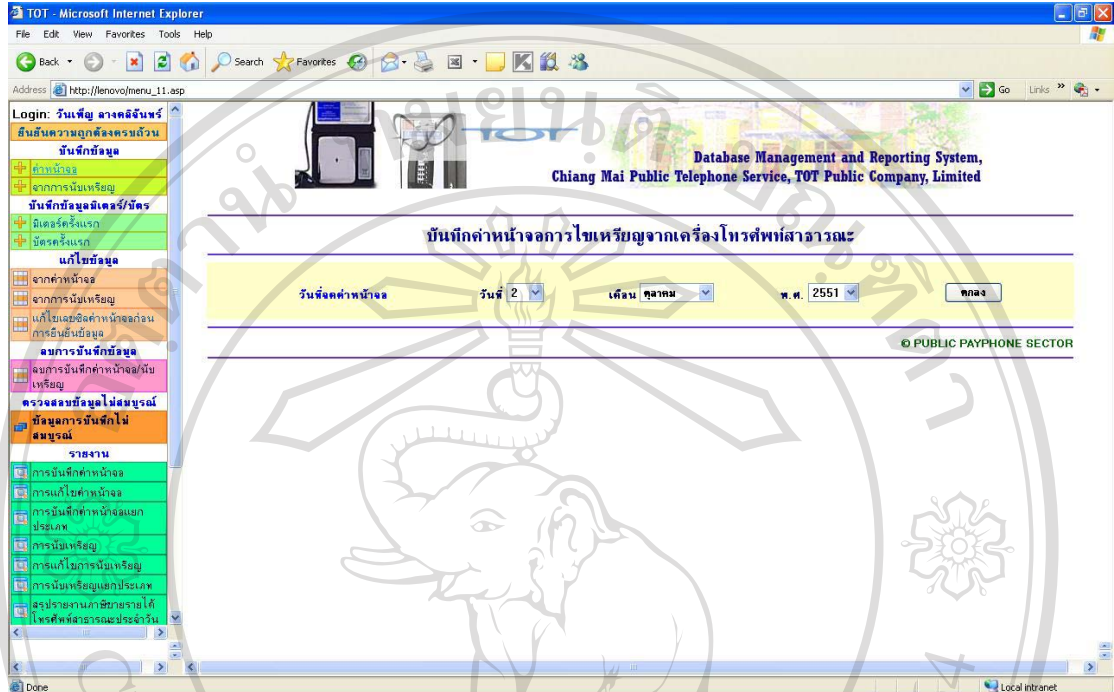 TOT - Microsoft Internet Explorer
File Edit View Favorites Tools Help
Back Search Favorites
Address http://lenovo/menu_11.asp Go Links
Login: วันเพ็ญ ลางคลิจันทร์
ยืนยันความถูกต้องครบถ้วน
บันทึกข้อมูล
ค่าหน้าจอ
จากการนับเหรียญ
บันทึกข้อมูลมิเตอร์/บัตร
มิเตอร์ครั้งแรก
บัตรครั้งแรก
แก้ไขข้อมูล
จากค่าหน้าจอ
จากการนับเหรียญ
แก้ไขเลขซิลค่าหน้าจอก่อน
การยืนยันข้อมูล
ลบการบันทึกข้อมูล
ลบการบันทึกค่าหน้าจอ/นับ
เหรียญ
ตรวจสอบข้อมูลไม่สมบูรณ์
ข้อมูลการบันทึกไม่
สมบูรณ์
รายงาน
การบันทึกค่าหน้าจอ
การแก้ไขค่าหน้าจอ
การบันทึกค่าหน้าจอแยก
ประเภท
การนับเหรียญ
การแก้ไขการนับเหรียญ
การนับเหรียญแยกประเภท
สรุปรายงานภาษีขายรายได้
โทรศัพท์สาธารณะประจำวัน
TOT
Database Management and Reporting System,
Chiang Mai Public Telephone Service, TOT Public Company, Limited
บันทึกค่าหน้าจอการไขเหรียญจากเครื่องโทรศัพท์สาธารณะ
วันที่จดค่าหน้าจอ วันที่ 2 เดือน ตุลาคม พ.ศ. 2551 ตกลง
© PUBLIC PAYPHONE SECTOR
Done Local intranet